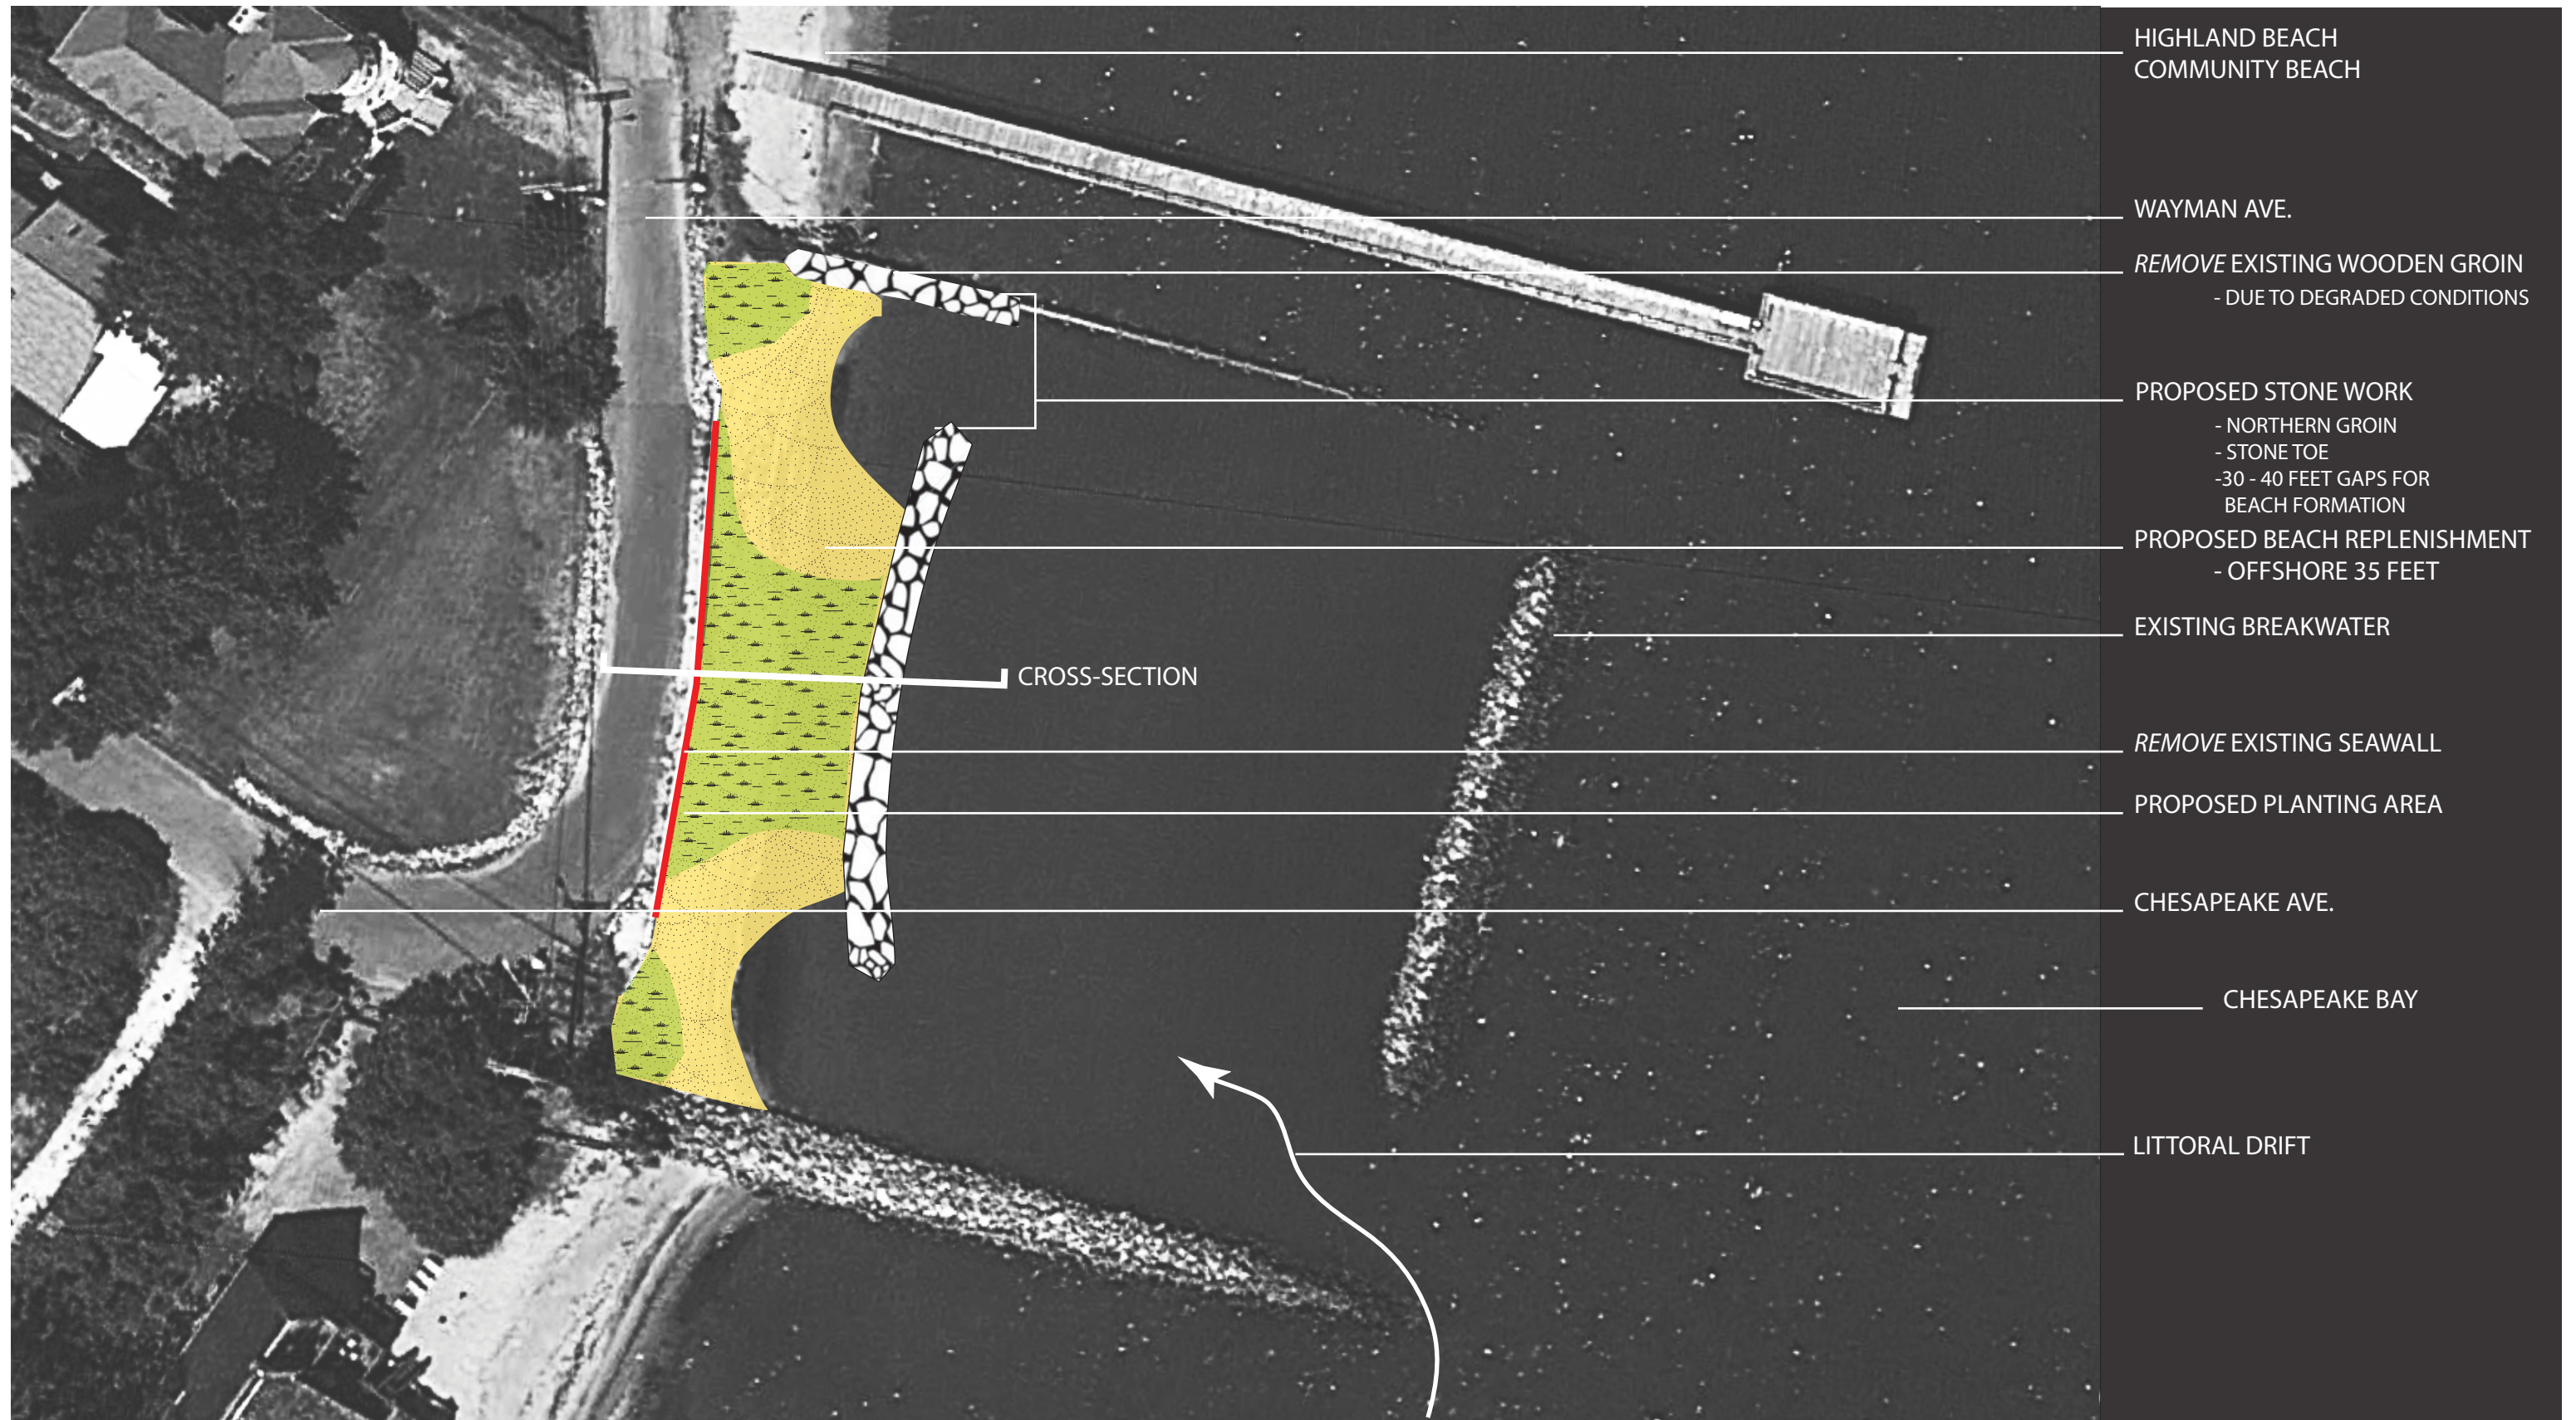 HIGHLAND BEACH
COMMUNITY BEACH
WAYMAN AVE.
REMOVE EXISTING WOODEN GROIN
- DUE TO DEGRADED CONDITIONS
PROPOSED STONE WORK
- NORTHERN GROIN
- STONE TOE
-30 - 40 FEET GAPS FOR
BEACH FORMATION
PROPOSED BEACH REPLENISHMENT
- OFFSHORE 35 FEET
EXISTING BREAKWATER
CROSS-SECTION
REMOVE EXISTING SEAWALL
PROPOSED PLANTING AREA
CHESAPEAKE AVE.
CHESAPEAKE BAY
LITTORAL DRIFT